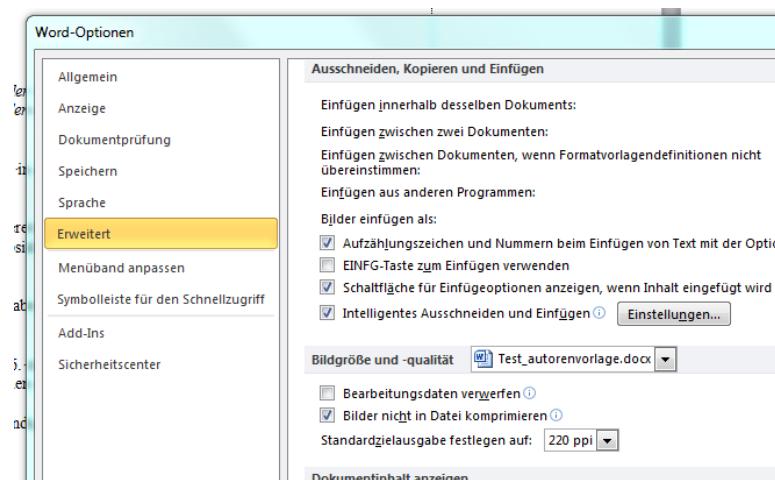 Word-Optionen
Allgemein
Anzeige
Dokumentprüfung
Speichern
Sprache
Erweitert
Menüband anpassen
Symbolleiste für den Schnellzugriff
Add-Ins
Sicherheitscenter
Ausschneiden, Kopieren und Einfügen
Einfügen innerhalb desselben Dokuments:
Einfügen zwischen zwei Dokumenten:
Einfügen zwischen Dokumenten, wenn Formatvorlagendefinitionen nicht
übereinstimmen:
Einfügen aus anderen Programmen:
Bilder einfügen als:
Aufzählungszeichen und Nummern beim Einfügen von Text mit der Optio
EINFG-Taste zum Einfügen verwenden
Schaltfläche für Einfügeoptionen anzeigen, wenn Inhalt eingefügt wird
Intelligentes Ausschneiden und Einfügen Einstellungen...
Bildgröße und -qualität Test_autorenvorlage.docx
Bearbeitungsdaten verwerfen
Bilder nicht in Datei komprimieren
Standardzielausgabe festlegen auf: 220 ppi
Dokumentinhalt anzeigen